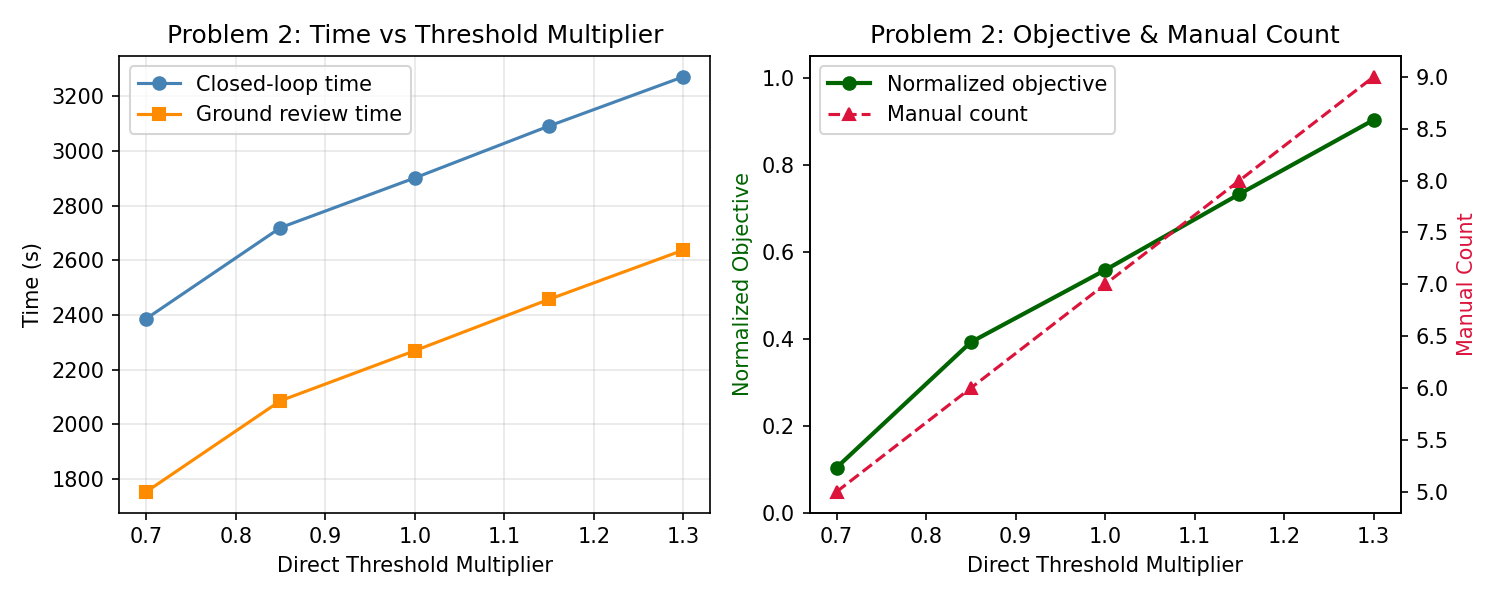 Problem 2: Time vs Threshold Multiplier
Closed-loop time
Ground review time
Time (s)
3200
3000
2800
2600
2400
2200
2000
1800
0.7 0.8 0.9 1.0 1.1 1.2 1.3
Direct Threshold Multiplier
Problem 2: Objective & Manual Count
Normalized objective
Manual count
Normalized Objective
1.0
0.8
0.6
0.4
0.2
0.0
9.0
8.5
8.0
7.5
7.0
6.5
6.0
5.5
5.0
Manual Count
0.7 0.8 0.9 1.0 1.1 1.2 1.3
Direct Threshold Multiplier